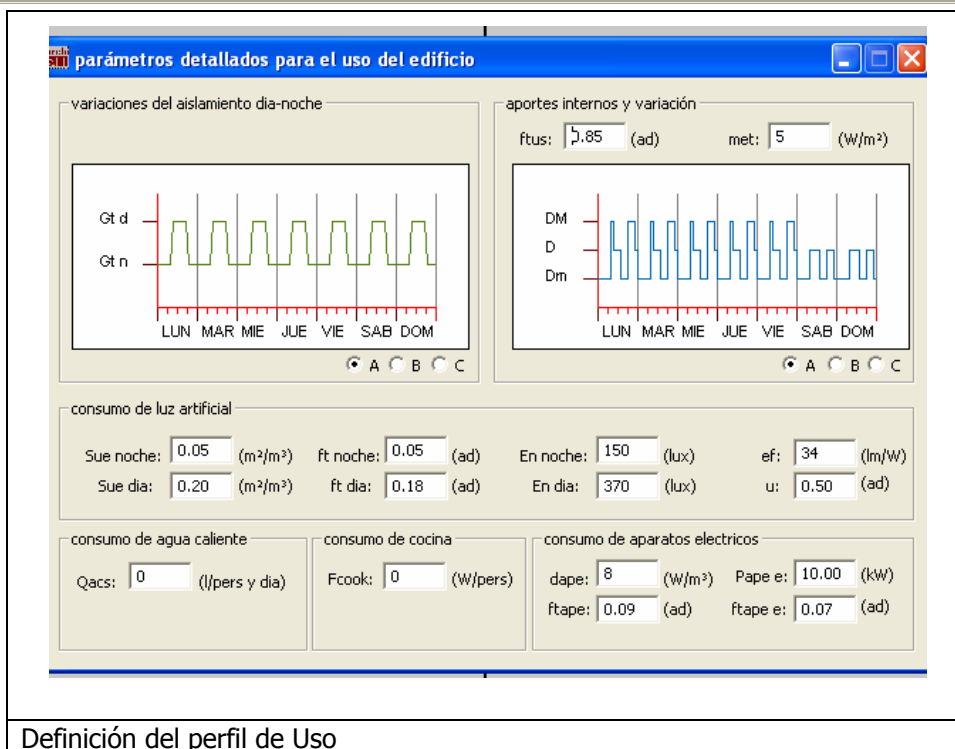 parámetros detallados para el uso del edificio
variaciones del aislamiento dia-noche
Gt d
Gt n
LUN MAR MIE JUE VIE SAB DOM
A B C
aportes internos y variación
ftus: 0.85 (ad) met: 5 (W/m²)
DM
D
Dm
LUN MAR MIE JUE VIE SAB DOM
A B C
consumo de luz artificial
Sue noche: 0.05 (m²/m³) ft noche: 0.05 (ad) En noche: 150 (lux) ef: 34 (lm/W)
Sue dia: 0.20 (m²/m³) ft dia: 0.18 (ad) En dia: 370 (lux) u: 0.50 (ad)
consumo de agua caliente
Qacs: 0 (l/pers y dia)
consumo de cocina
Fcook: 0 (W/pers)
consumo de aparatos electricos
dape: 8 (W/m³) Pape e: 10.00 (kW)
ftape: 0.09 (ad) ftape e: 0.07 (ad)
Definición del perfil de Uso